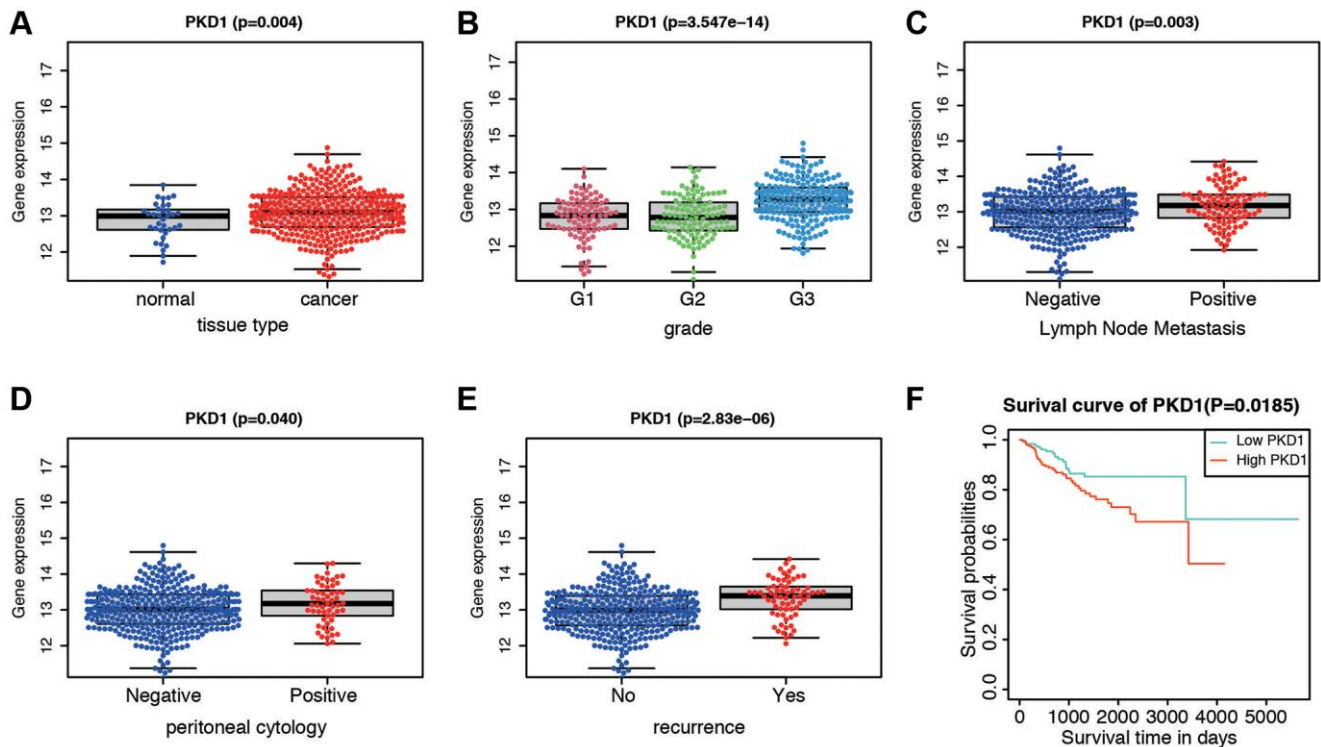 A
PKD1 (p=0.004)
Gene expression
17
16
15
14
13
12
normal
cancer
tissue type
B
PKD1 (p=3.547e−14)
Gene expression
17
16
15
14
13
12
G1
G2
G3
grade
C
PKD1 (p=0.003)
Gene expression
17
16
15
14
13
12
Negative
Positive
Lymph Node Metastasis
D
PKD1 (p=0.040)
Gene expression
17
16
15
14
13
12
Negative
Positive
peritoneal cytology
E
PKD1 (p=2.83e−06)
Gene expression
17
16
15
14
13
12
No
Yes
recurrence
F
Surival curve of PKD1(P=0.0185)
Low PKD1
High PKD1
Survival probabilities
1.0
0.8
0.6
0.4
0.2
0.0
0 1000 2000 3000 4000 5000
Survival time in days